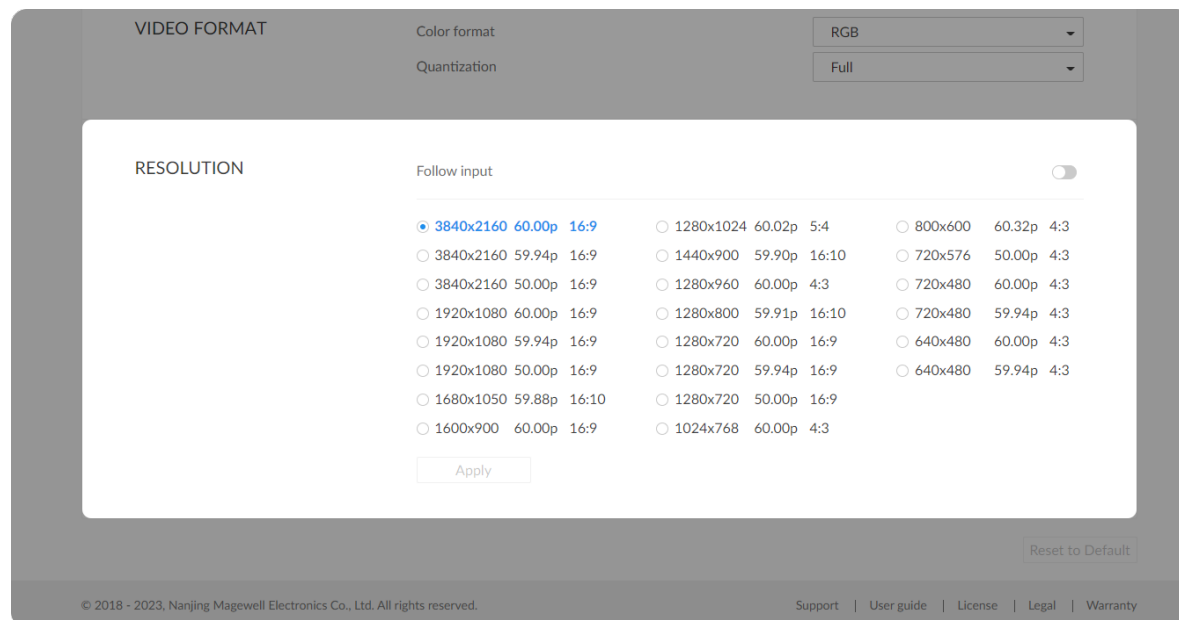 VIDEO FORMAT Color format RGB
Quantization Full
RESOLUTION Follow input
3840x2160 60.00p 16:9 1280x1024 60.02p 5:4 800x600 60.32p 4:3
3840x2160 59.94p 16:9 1440x900 59.90p 16:10 720x576 50.00p 4:3
3840x2160 50.00p 16:9 1280x960 60.00p 4:3 720x480 60.00p 4:3
1920x1080 60.00p 16:9 1280x800 59.91p 16:10 720x480 59.94p 4:3
1920x1080 59.94p 16:9 1280x720 60.00p 16:9 640x480 60.00p 4:3
1920x1080 50.00p 16:9 1280x720 59.94p 16:9 640x480 59.94p 4:3
1680x1050 59.88p 16:10 1280x720 50.00p 16:9
1600x900 60.00p 16:9 1024x768 60.00p 4:3
Apply
Reset to Default
© 2018 - 2023, Nanjing Magewell Electronics Co., Ltd. All rights reserved. Support | User guide | License | Legal | Warranty